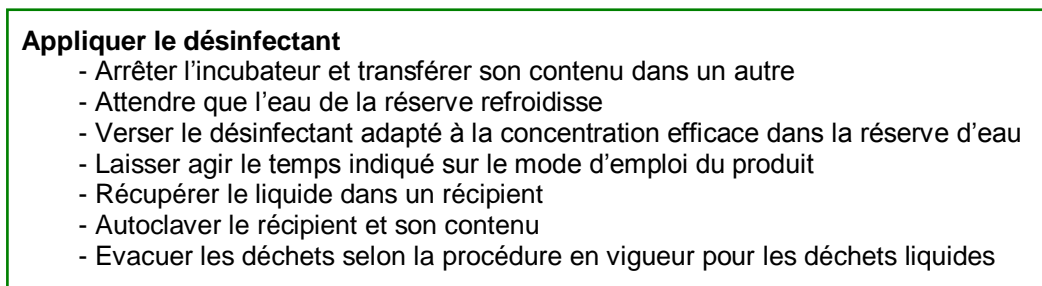 Appliquer le désinfectant
- Arrêter l’incubateur et transférer son contenu dans un autre
- Attendre que l’eau de la réserve refroidisse
- Verser le désinfectant adapté à la concentration efficace dans la réserve d’eau
- Laisser agir le temps indiqué sur le mode d’emploi du produit
- Récupérer le liquide dans un récipient
- Autoclaver le récipient et son contenu
- Evacuer les déchets selon la procédure en vigueur pour les déchets liquides